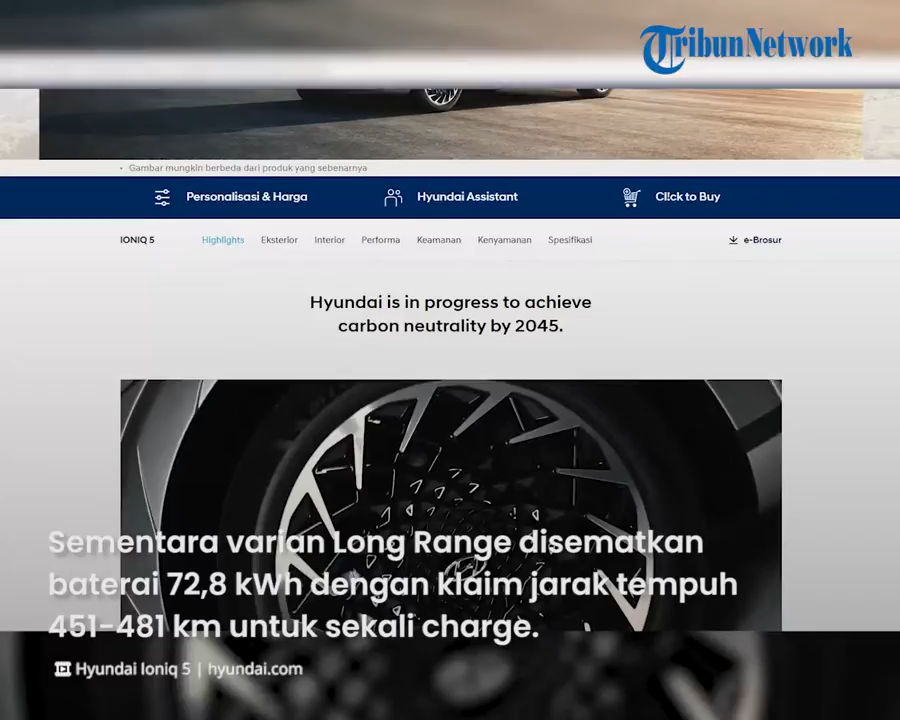 TribunNetwork
• Gambar mungkin berbeda dari produk yang sebenarnya
Personalisasi & Harga
Hyundai Assistant
Click to Buy
IONIQ 5
Highlights
Eksterior
Interior
Performa
Keamanan
Kenyamanan
Spesifikasi
e-Brosur
Hyundai is in progress to achieve
carbon neutrality by 2045.
Sementara varian Long Range disematkan
baterai 72,8 kWh dengan klaim jarak tempuh
451-481 km untuk sekali charge.
Hyundai Ioniq 5 | hyundai.com